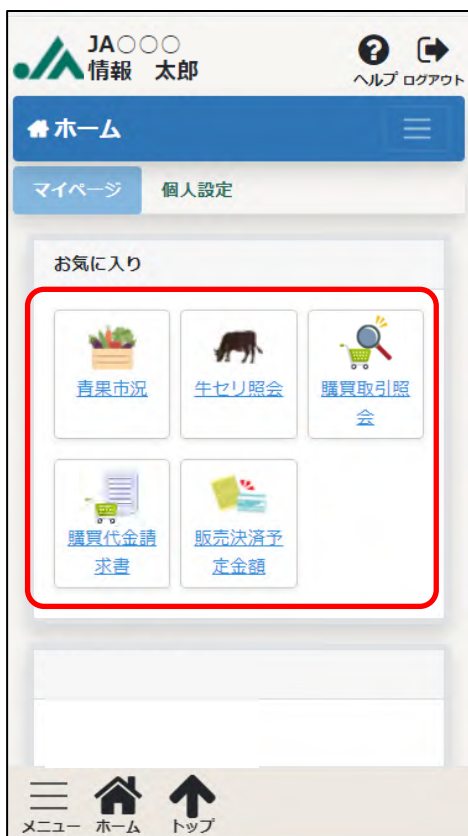 JA○○○
情報　太郎
ヘルプ ログアウト
ホーム
マイページ 個人設定
お気に入り
青果市況 牛セリ照会 購買取引照
会
購買代金請 販売決済予
求書 定金額
メニュー ホーム トップ